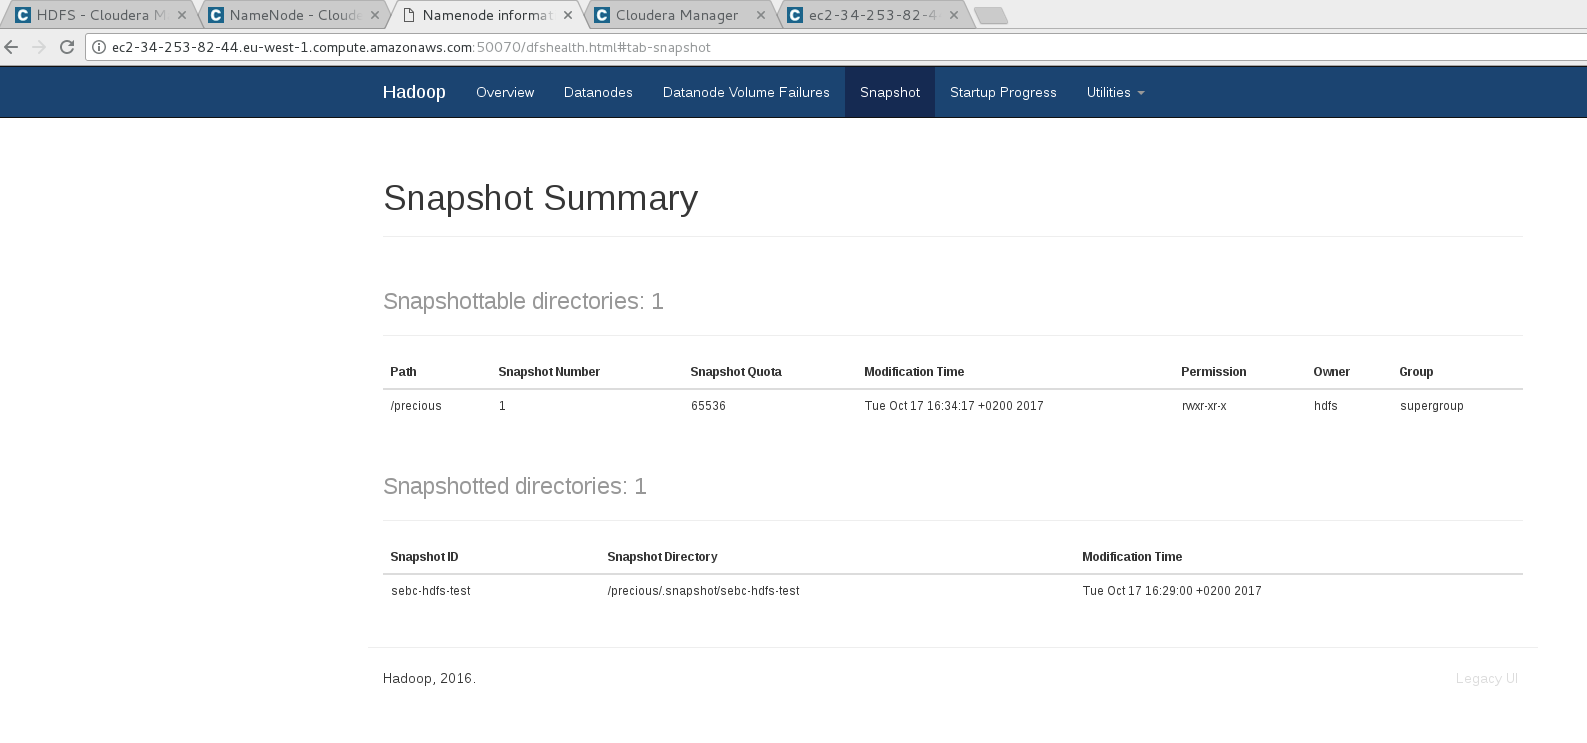 HDFS - Cloudera M
NameNode - Cloude
Namenode informat
Cloudera Manager
ec2-34-253-82-4
ec2-34-253-82-44.eu-west-1.compute.amazonaws.com:50070/dfshealth.html#tab-snapshot
Hadoop Overview Datanodes Datanode Volume Failures Snapshot Startup Progress Utilities
Snapshot Summary
Snapshottable directories: 1
Path Snapshot Number Snapshot Quota Modification Time Permission Owner Group
/precious 1 65536 Tue Oct 17 16:34:17 +0200 2017 rwxr-xr-x hdfs supergroup
Snapshotted directories: 1
Snapshot ID Snapshot Directory Modification Time
sebc-hdfs-test /precious/.snapshot/sebc-hdfs-test Tue Oct 17 16:29:00 +0200 2017
Hadoop, 2016. Legacy UI